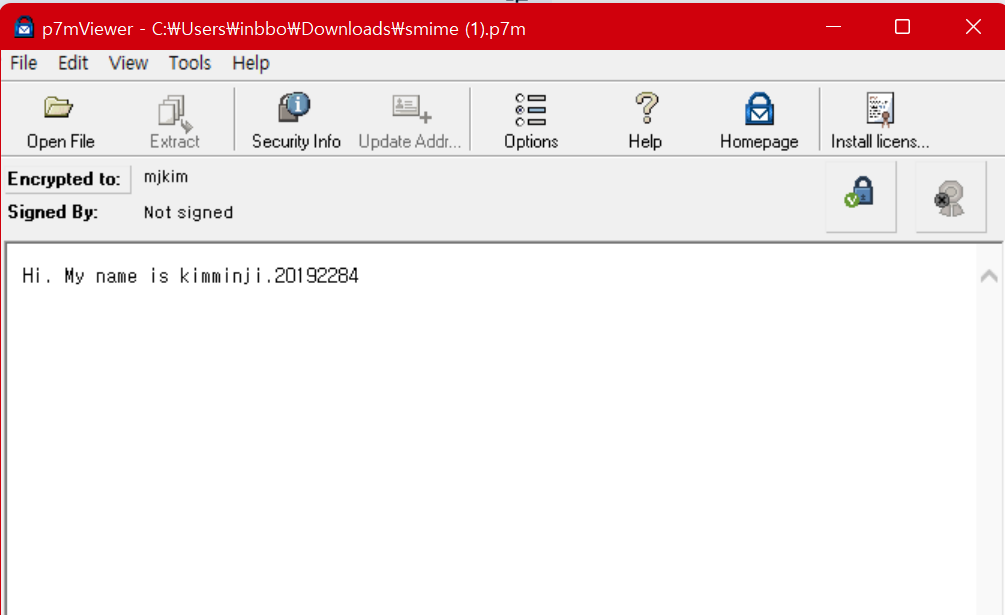 p7mViewer - C:₩Users₩inbbo₩Downloads₩smime (1).p7m
File Edit View Tools Help
Open File Extract Security Info Update Addr... Options Help Homepage Install licens...
Encrypted to: mjkim
Signed By: Not signed
Hi. My name is kimminji.20192284